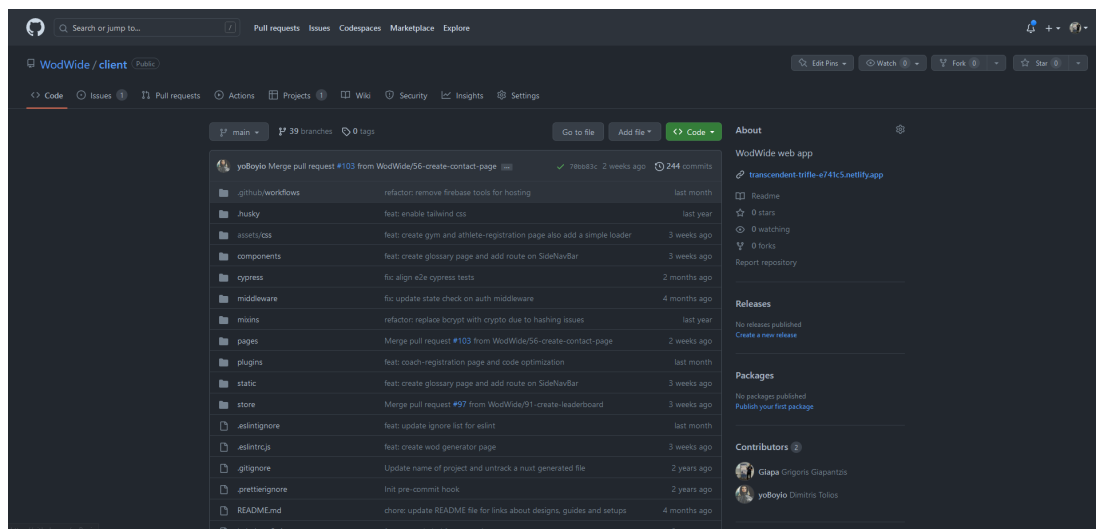 Search or jump to... /
Pull requests Issues Codespaces Marketplace Explore
WodWide / client Public
Edit Pins Watch 0 Fork 0 Star 0
Code Issues 1 Pull requests Actions Projects 1 Wiki Security Insights Settings
main 39 branches 0 tags Go to file Add file Code
yoBoyio Merge pull request #103 from WodWide/56-create-contact-page 2 weeks ago 244 commits
.github/workflows refactor: remove firebase tools for hosting last month
.husky feat: enable tailwind css last year
assets/css feat: create gym and athlete-registration page also add a simple loader 3 weeks ago
components feat: create glossary page and add route on SideNavBar 3 weeks ago
cypress fix: align e2e cypress tests 2 months ago
middleware fix: update state check on auth middleware 4 months ago
mixins refactor: replace bcrypt with crypto due to hashing issues last year
pages Merge pull request #103 from WodWide/56-create-contact-page 2 weeks ago
plugins feat: coach-registration page and code optimization last month
static feat: create glossary page and add route on SideNavBar 3 weeks ago
store Merge pull request #97 from WodWide/91-create-leaderboard 3 weeks ago
.eslintignore feat: update ignore list for eslint last month
.eslintrc.js feat: create wod generator page 3 weeks ago
.gitignore Update name of project and untrack a nuxt generated file 2 years ago
.prettierignore Init pre-commit hook 2 years ago
README.md chore: update README file for links about designs, guides and setups 4 months ago
About
WodWide web app
transcendent-trifle-e741c5.netlify.app
Readme
0 stars
0 watching
0 forks
Report repository
Releases
No releases published
Create a new release
Packages
No packages published
Publish your first package
Contributors 2
Giapa Grigoris Giapantzis
yoBoyio Dimitris Tolios